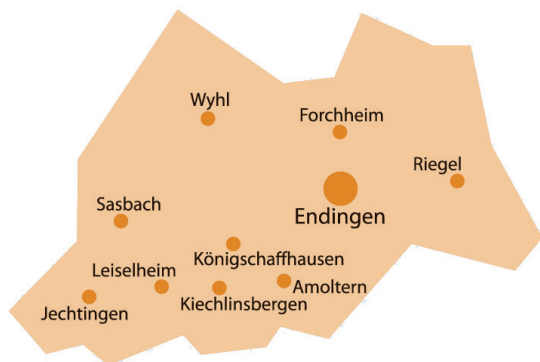 Wyhl
Forchheim
Riegel
Sasbach
Endingen
Königschaffhausen
Leiselheim
Amoltern
Kiechlinsbergen
Jechtingen